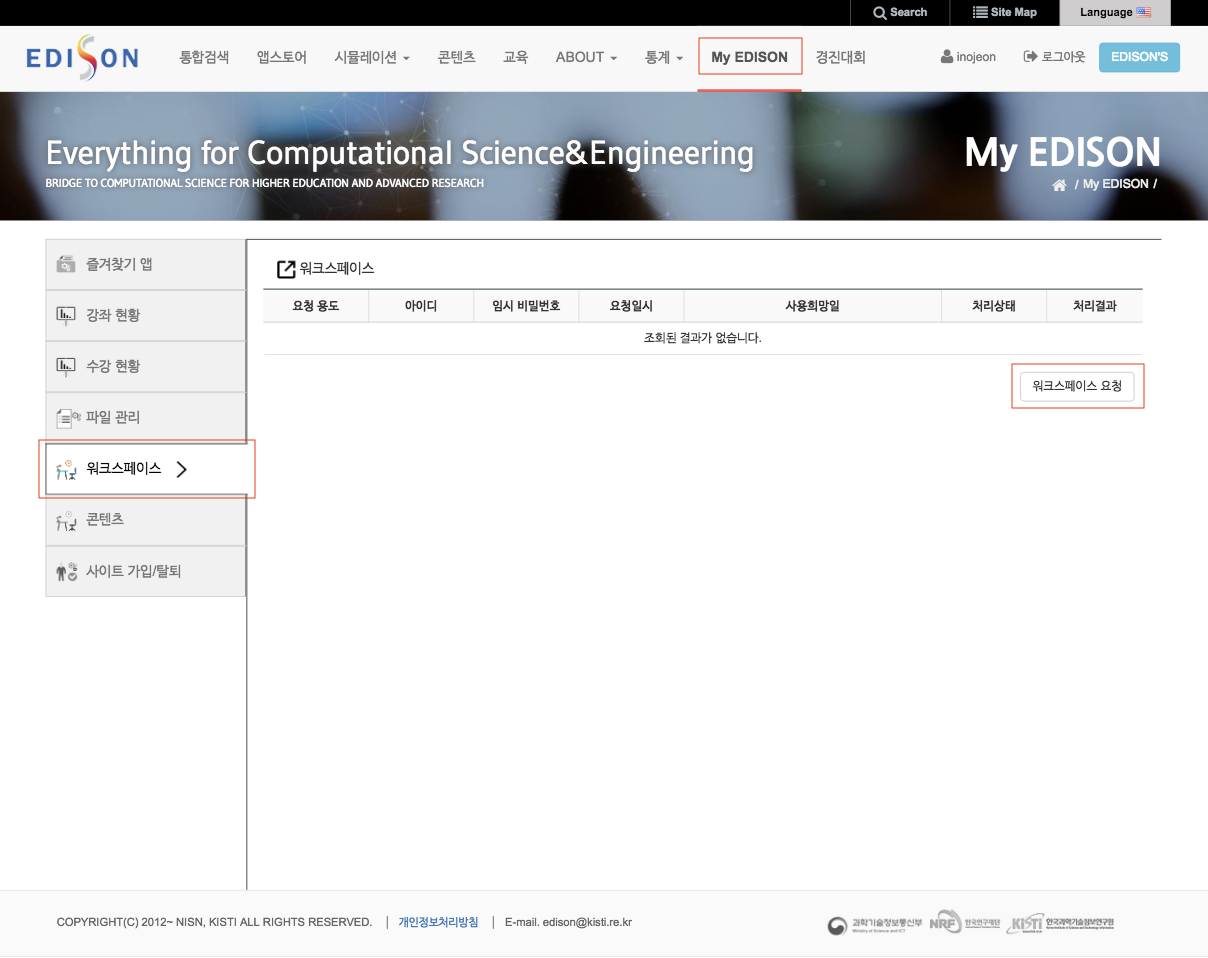 Search
Site Map
Language
EDISON
통합검색
앱스토어
시뮬레이션
콘텐츠
교육
ABOUT
통계
My EDISON
경진대회
inojeon
로그아웃
EDISON'S
Everything for Computational Science&Engineering
BRIDGE TO COMPUTATIONAL SCIENCE FOR HIGHER EDUCATION AND ADVANCED RESEARCH
My EDISON
/ My EDISON /
즐겨찾기 앱
강좌 현황
수강 현황
파일 관리
워크스페이스
콘텐츠
사이트 가입/탈퇴
워크스페이스
요청 용도
아이디
임시 비밀번호
요청일시
사용희망일
처리상태
처리결과
조회된 결과가 없습니다.
워크스페이스 요청
COPYRIGHT(C) 2012~ NISN, KISTI ALL RIGHTS RESERVED.
개인정보처리방침
E-mail. edison@kisti.re.kr
과학기술정보통신부
Ministry of Science and ICT
NRF 한국연구재단
KiSTi 한국과학기술정보연구원